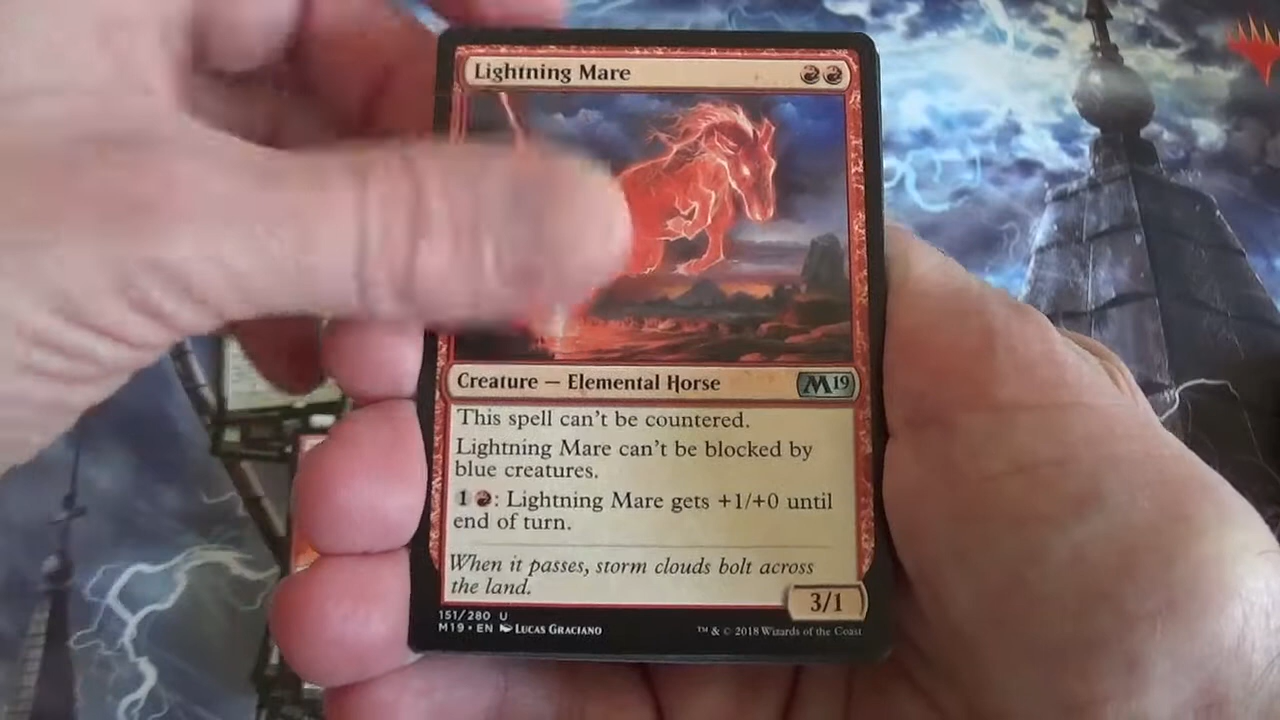 Lightning Mare
Creature — Elemental Horse
M19
This spell can't be countered.
Lightning Mare can't be blocked by
blue creatures.
1 : Lightning Mare gets +1/+0 until
end of turn.
When it passes, storm clouds bolt across
the land.
3/1
151/280 U
M19 • EN LUCAS GRACIANO
™ & © 2018 Wizards of the Coast